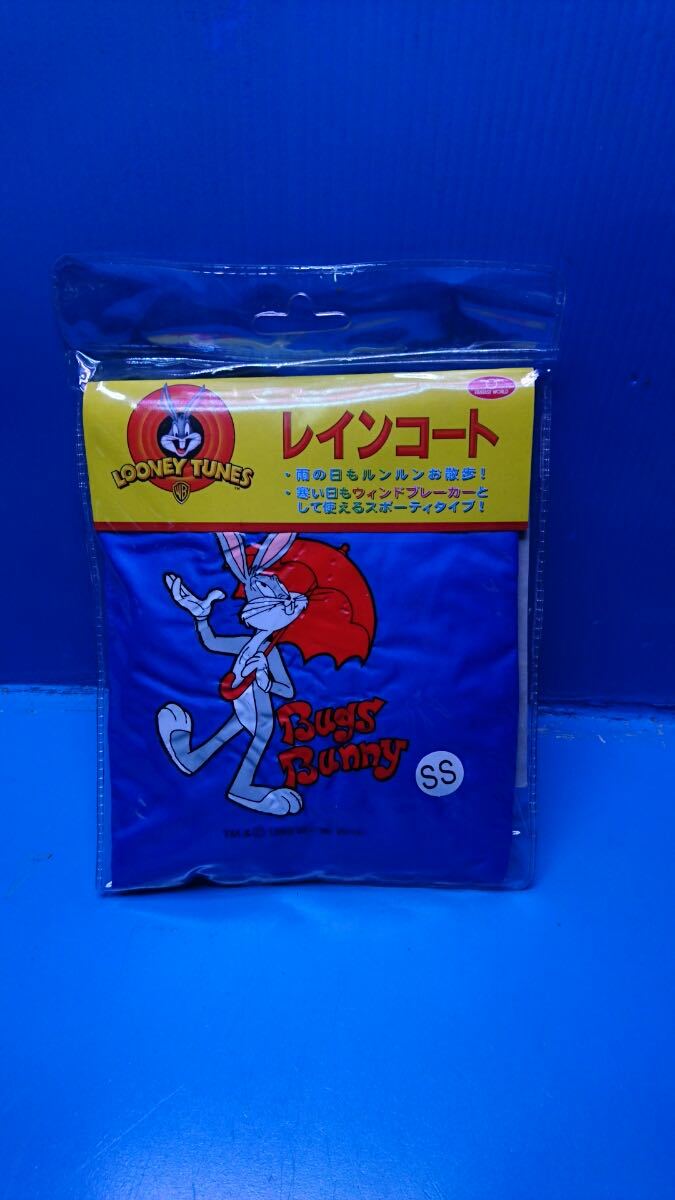 LOONEY TUNES
WB
TM
レインコート
・雨の日もルンルンお散歩!
・寒い日もウィンドブレーカーと
して使えるスポーティタイプ!
Bugs
Bunny
SS